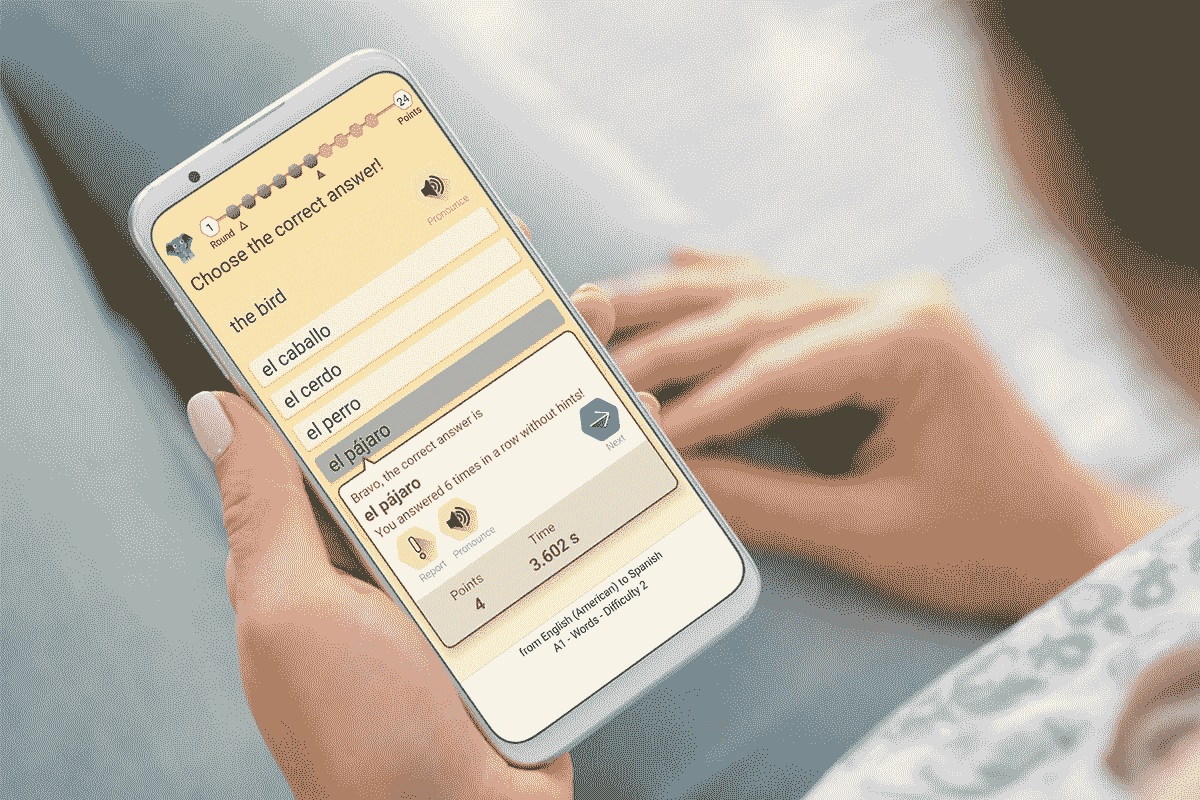 1
24
Round
Points
Choose the correct answer!
Pronounce
the bird
el caballo
el cerdo
el perro
el pájaro
Bravo, the correct answer is
el pájaro
You answered 6 times in a row without hints!
Report
Pronounce
Next
Points
4
Time
3.602 s
from English (American) to Spanish
A1 - Words - Difficulty 2